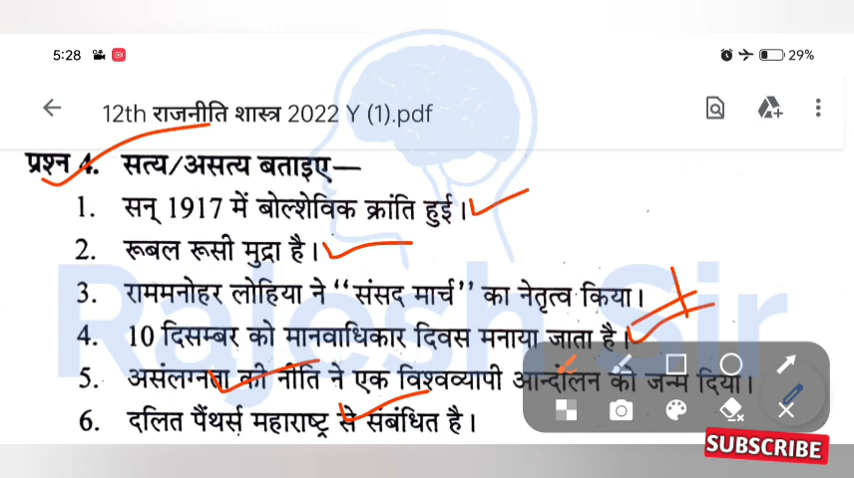 5:28
29%
12th राजनीति शास्त्र 2022 Y (1).pdf
प्रश्न 4. सत्य/असत्य बताइए—
1. सन् 1917 में बोल्शेविक क्रांति हुई।
2. रूबल रूसी मुद्रा है।
3. राममनोहर लोहिया ने “संसद मार्च” का नेतृत्व किया।
4. 10 दिसम्बर को मानवाधिकार दिवस मनाया जाता है।
5. असंलग्नता की नीति ने एक विश्वव्यापी आन्दोलन को जन्म दिया।
6. दलित पैंथर्स महाराष्ट्र से संबंधित है।
Rajesh Sir
SUBSCRIBE